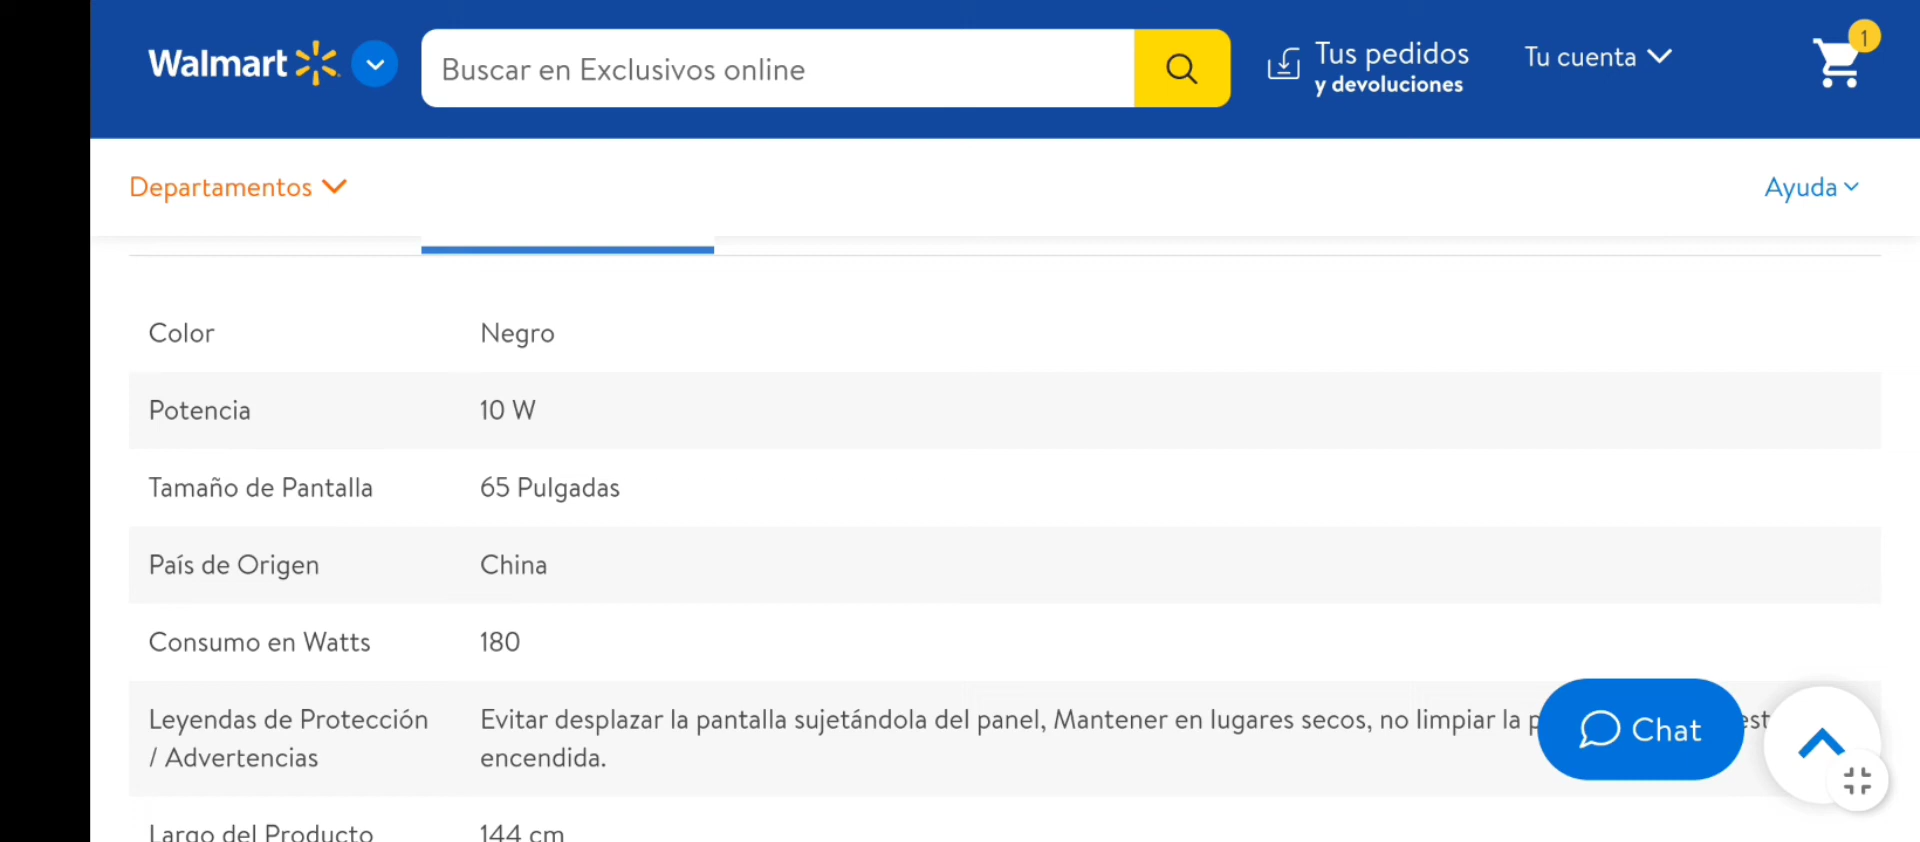 Walmart
Buscar en Exclusivos online
Tus pedidos
y devoluciones
Tu cuenta
1
Departamentos
Ayuda
Color Negro
Potencia 10 W
Tamaño de Pantalla 65 Pulgadas
País de Origen China
Consumo en Watts 180
Leyendas de Protección Evitar desplazar la pantalla sujetándola del panel, Mantener en lugares secos, no limpiar la
/ Advertencias encendida.
Chat
Largo del Producto 144 cm